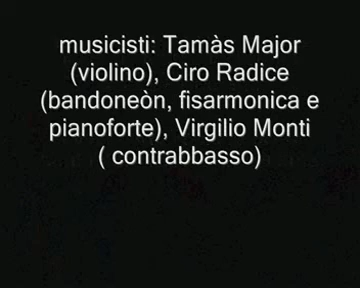 musicisti: Tamàs Major
(violino), Ciro Radice
(bandoneòn, fisarmonica e
pianoforte), Virgilio Monti
( contrabbasso)